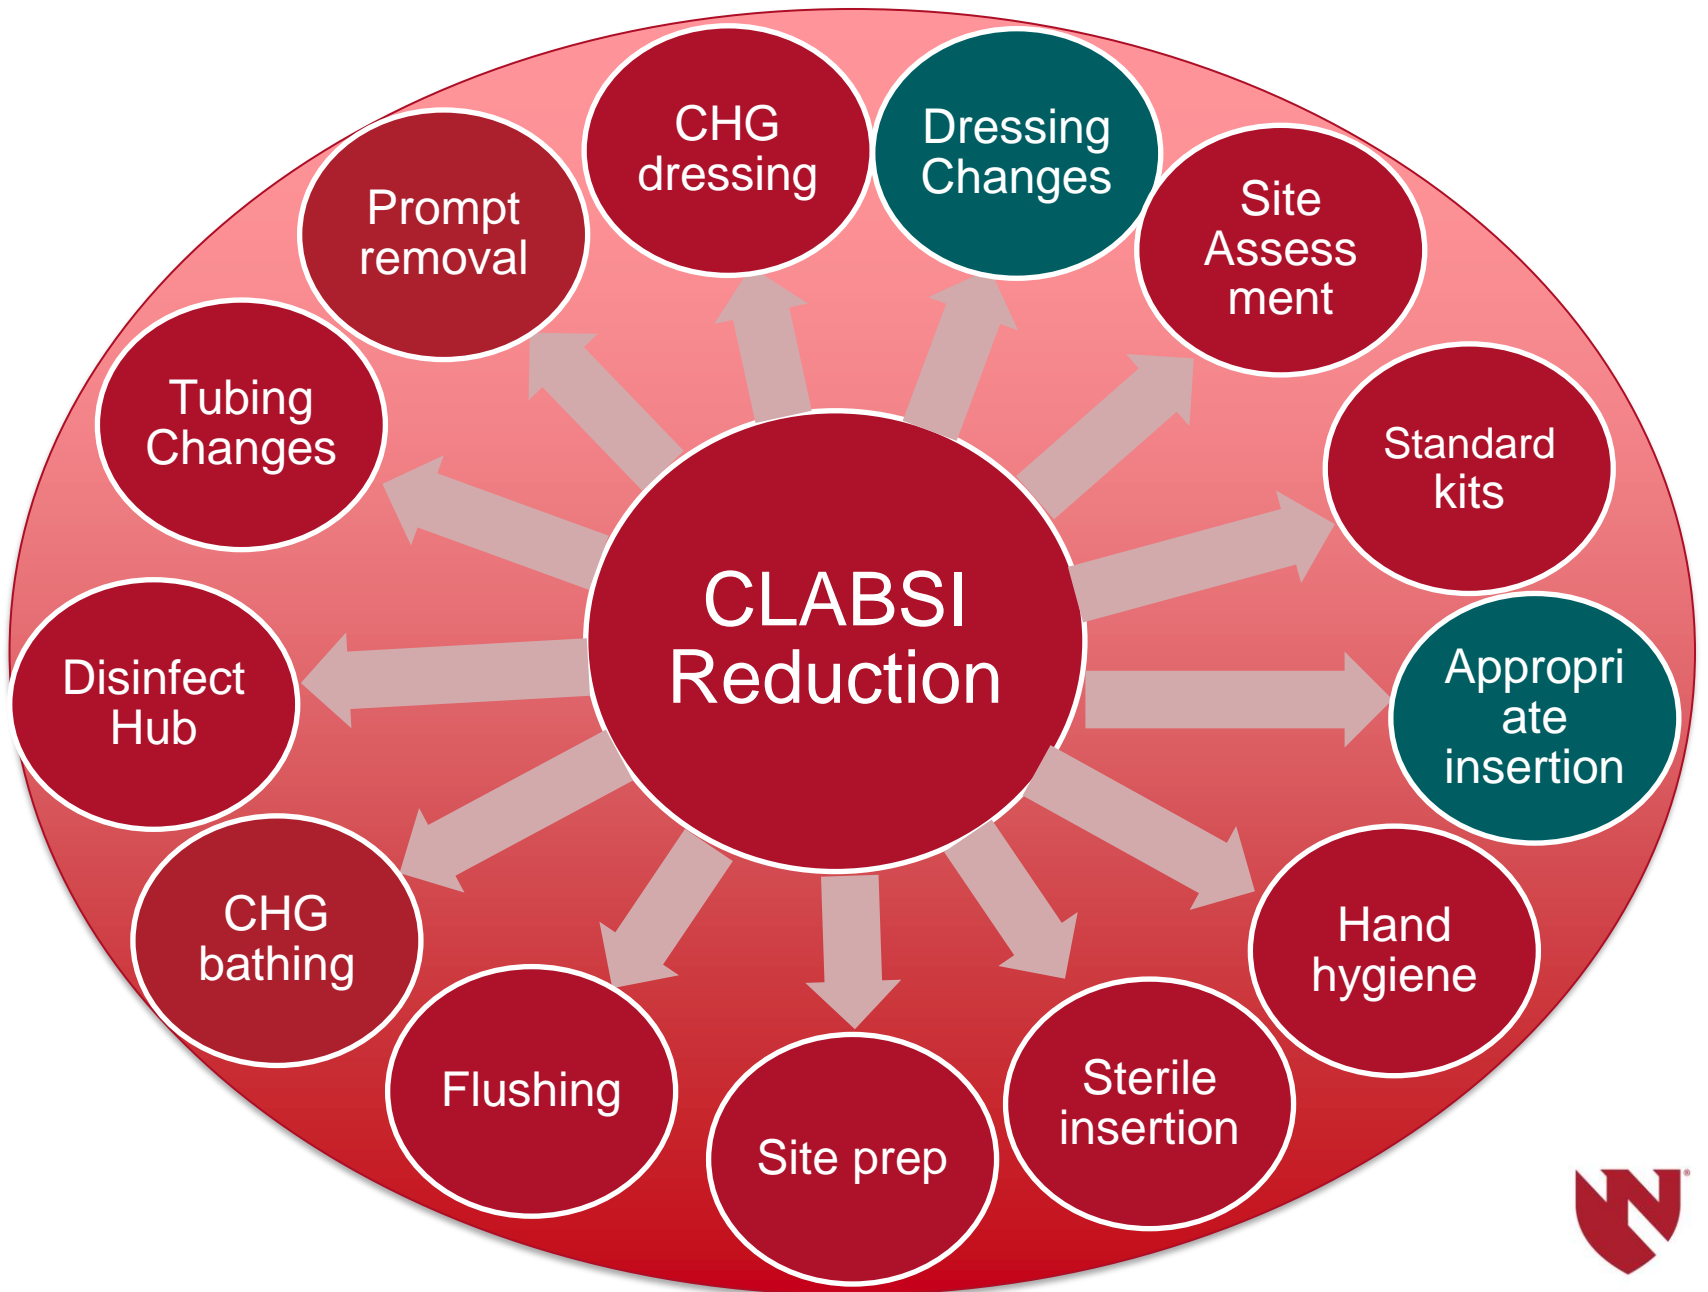 CHG
dressing
Dressing
Changes
Site
Assess
ment
Standard
kits
Appropri
ate
insertion
Hand
hygiene
Sterile
insertion
Site prep
Flushing
CHG
bathing
Disinfect
Hub
Tubing
Changes
Prompt
removal
CLABSI
Reduction
N
®